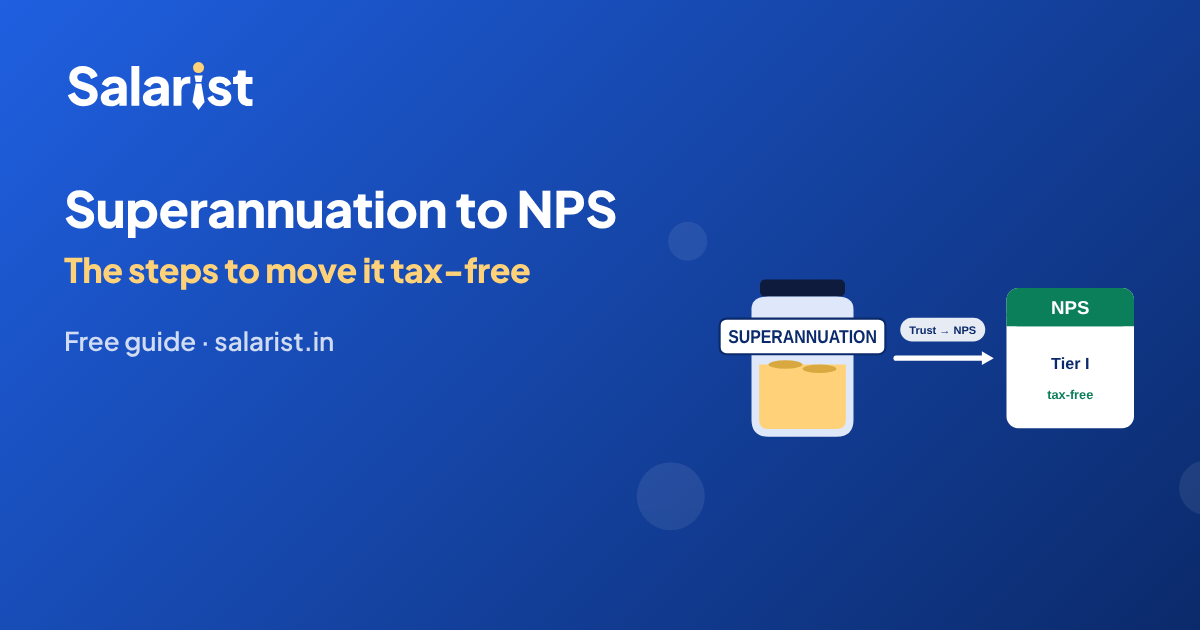 Salarist
Superannuation to NPS
The steps to move it tax-free
Free guide · salarist.in
SUPERANNUATION
Trust → NPS
NPS
Tier I
tax-free